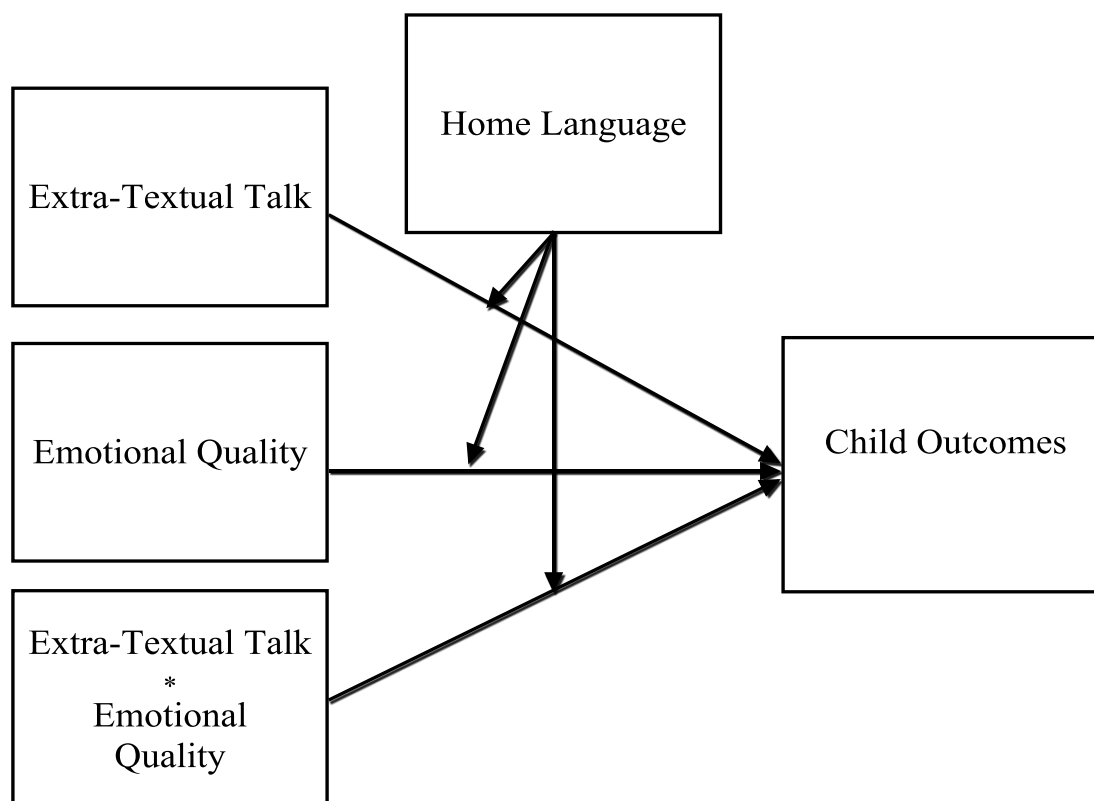 Home Language
Extra-Textual Talk
Emotional Quality
Child Outcomes
Extra-Textual Talk
*
Emotional
Quality